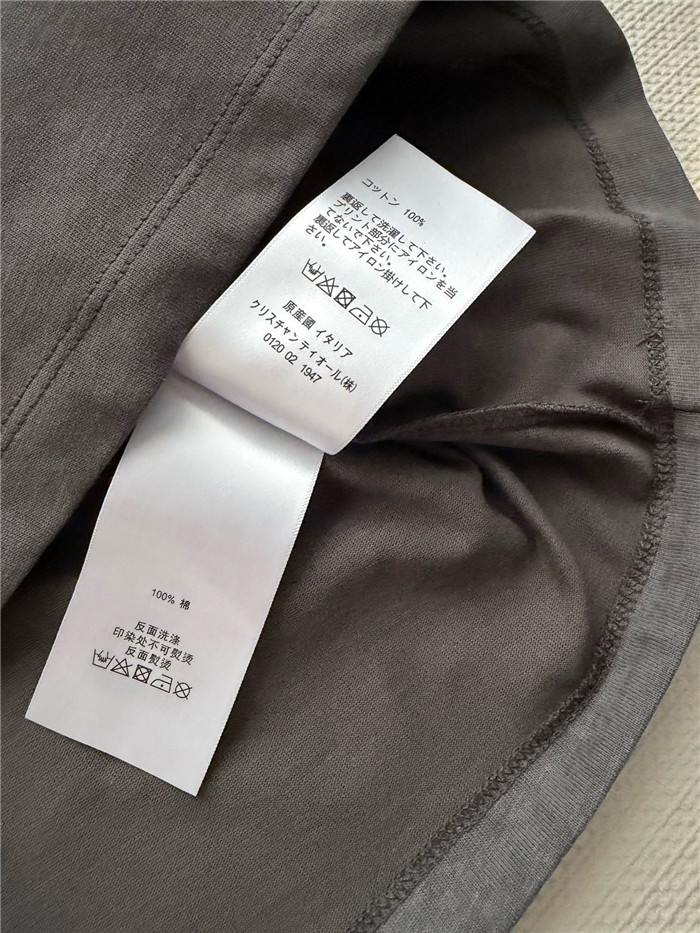 コットン 100%
裏返して洗濯して下さい。
プリント部分にアイロンを当
てないで下さい。
裏返してアイロン掛けして下
さい。
原産國 イタリア
クリスチャンディオール(株)
0120 02 1947
100% 棉
反面洗涤
印染处不可熨烫
反面熨烫